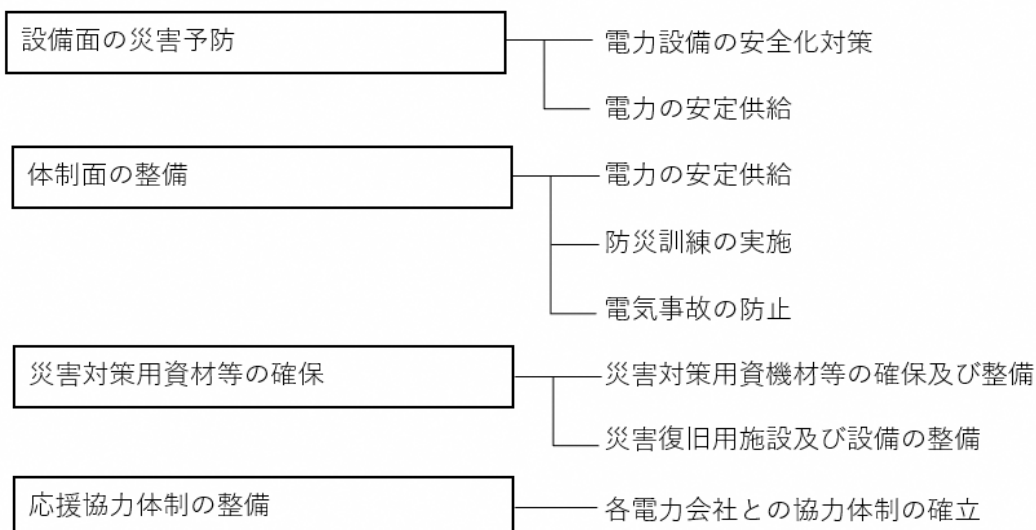 設備面の災害予防
電力設備の安全化対策
電力の安定供給
体制面の整備
電力の安定供給
防災訓練の実施
電気事故の防止
災害対策用資材等の確保
災害対策用資機材等の確保及び整備
災害復旧用施設及び設備の整備
応援協力体制の整備
各電力会社との協力体制の確立